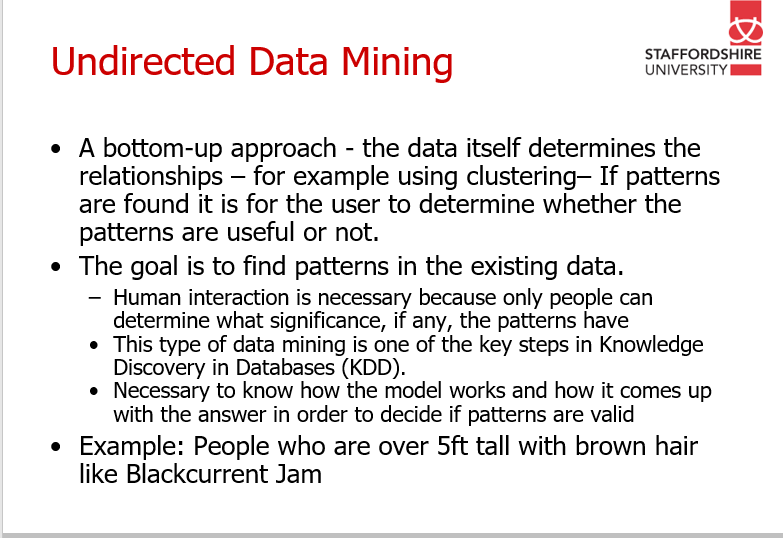 STAFFORDSHIRE
UNIVERSITY
Undirected Data Mining
• A bottom-up approach - the data itself determines the
relationships – for example using clustering– If patterns
are found it is for the user to determine whether the
patterns are useful or not.
• The goal is to find patterns in the existing data.
– Human interaction is necessary because only people can
determine what significance, if any, the patterns have
• This type of data mining is one of the key steps in Knowledge
Discovery in Databases (KDD).
• Necessary to know how the model works and how it comes up
with the answer in order to decide if patterns are valid
• Example: People who are over 5ft tall with brown hair
like Blackcurrent Jam